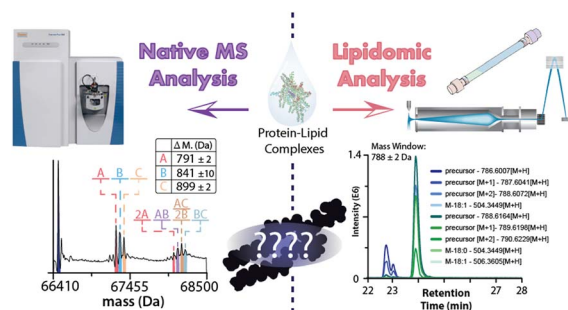 Native MS
Analysis
Lipidomic
Analysis
Protein-Lipid
Complexes
Δ M. (Da)
A 791 ± 2
B 841 ±10
C 899 ± 2
A B C
2A AB AC 2B BC
66410 67455 68500
mass (Da)
????
Mass Window:
788 ± 2 Da
1.4
Intensity (E6)
0
precursor - 786.6007[M+H]
precursor [M+1] - 787.6041[M+H]
precursor [M+2]- 788.6072[M+H]
M-18:1 - 504.3449[M+H]
precursor - 788.6164[M+H]
precursor [M+1]- 789.6198[M+H]
precursor [M+2] - 790.6229[M+H]
M-18:0 - 504.3449[M+H]
M-18:1 - 506.3605[M+H]
22 23 27 28
Retention
Time (min)